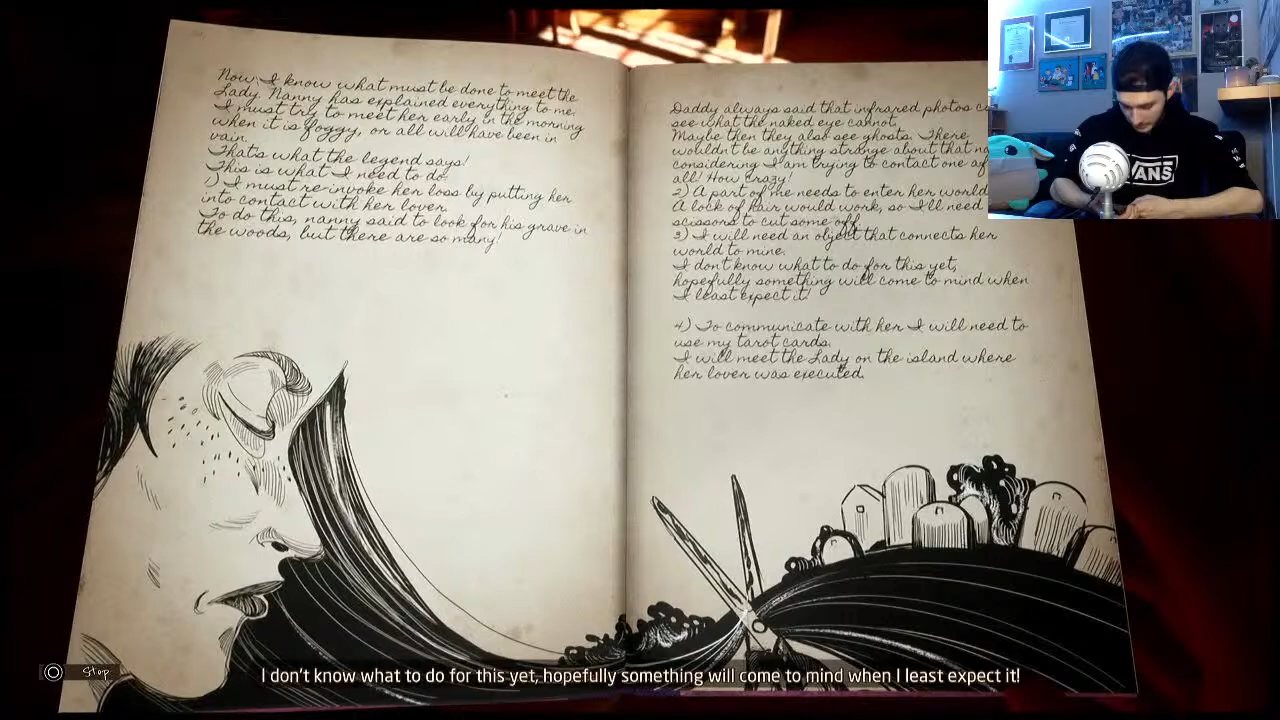 Now I know what must be done to meet the
Lady. Nanny has explained everything to me.
I must try to meet her early in the morning
when it is foggy, or all will have been in
vain.
That's what the legend says!
This is what I need to do:
1) I must re-invoke her loss by putting her
into contact with her lover.
To do this, nanny said to look for his grave in
the woods, but there are so many!
Daddy always said that infrared photos
see what the naked eye cannot.
Maybe then they also see ghosts. There
wouldn't be anything strange about that
considering I am trying to contact one
all! How crazy!
2) A part of me needs to enter her world
A lock of hair would work, so I'll need
scissors to cut some off.
3) I will need an object that connects her
world to mine.
I don't know what to do for this yet,
hopefully something will come to mind when
I least expect it!
4) To communicate with her I will need to
use my tarot cards.
I will meet the Lady on the island where
her lover was executed.
VANS
Stop
I don't know what to do for this yet, hopefully something will come to mind when I least expect it!